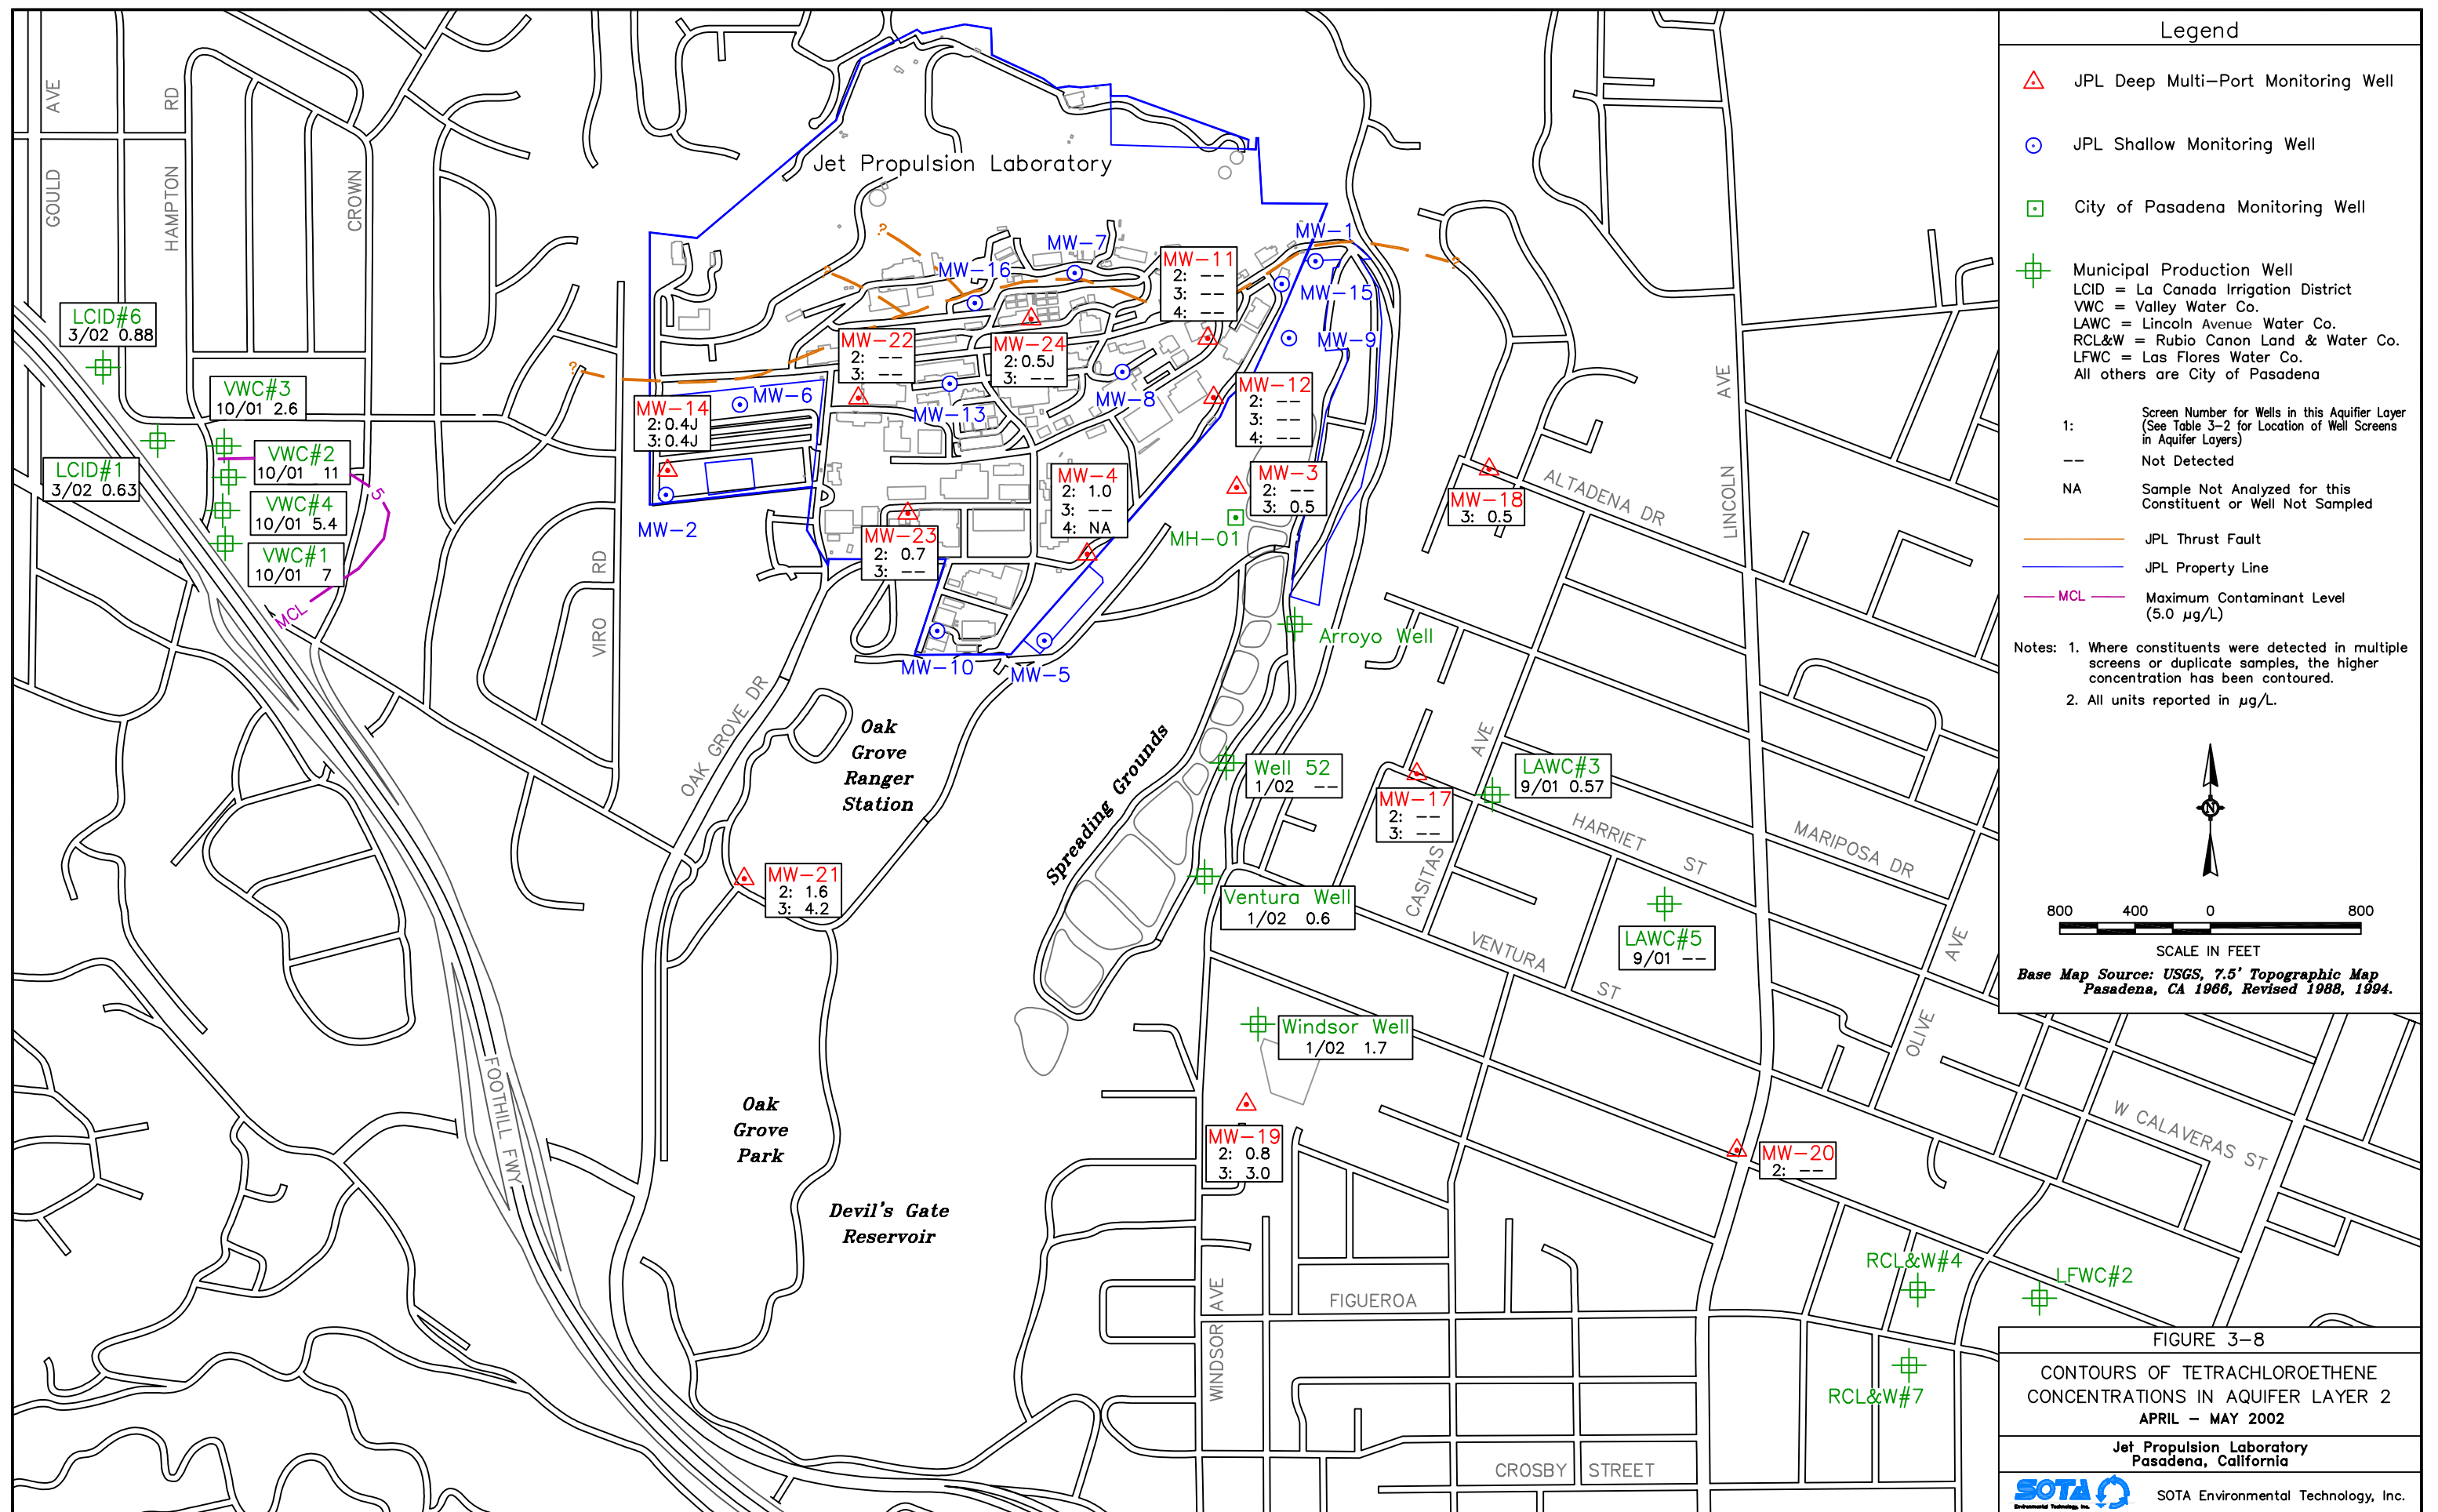 Jet Propulsion Laboratory
GOULD AVE
HAMPTON RD
CROWN
LCID#6
3/02 0.88
VWC#3
10/01 2.6
LCID#1
3/02 0.63
VWC#2
10/01 11
VWC#4
10/01 5.4
VWC#1
10/01 7
5
MCL
VIRO RD
?
?
?
?
MW-7
MW-16
MW-1
MW-11
2: --
3: --
4: --
MW-15
MW-9
MW-22
2: --
3: --
MW-24
2: 0.5J
3: --
MW-6
MW-13
MW-8
MW-14
2: 0.4J
3: 0.4J
MW-12
2: --
3: --
4: --
MW-2
MW-4
2: 1.0
3: --
4: NA
MW-3
2: --
3: 0.5
MH-01
MW-23
2: 0.7
3: --
MW-10
MW-5
MW-18
3: 0.5
ALTADENA DR
LINCOLN AVE
Arroyo Well
OAK GROVE DR
Oak
Grove
Ranger
Station
Spreading Grounds
Well 52
1/02 --
MW-17
2: --
3: --
LAWC#3
9/01 0.57
CASITAS AVE
HARRIET ST
MARIPOSA DR
MW-21
2: 1.6
3: 4.2
Ventura Well
1/02 0.6
VENTURA ST
LAWC#5
9/01 --
OLIVE AVE
Windsor Well
1/02 1.7
FOOTHILL FWY
Oak
Grove
Park
Devil's Gate
Reservoir
MW-19
2: 0.8
3: 3.0
MW-20
2: --
W CALAVERAS ST
RCL&W#4
LFWC#2
RCL&W#7
WINDSOR AVE
FIGUEROA
CROSBY STREET
Legend
JPL Deep Multi-Port Monitoring Well
JPL Shallow Monitoring Well
City of Pasadena Monitoring Well
Municipal Production Well
LCID = La Canada Irrigation District
VWC = Valley Water Co.
LAWC = Lincoln Avenue Water Co.
RCL&W = Rubio Canon Land & Water Co.
LFWC = Las Flores Water Co.
All others are City of Pasadena
1: Screen Number for Wells in this Aquifier Layer
(See Table 3-2 for Location of Well Screens
in Aquifer Layers)
-- Not Detected
NA Sample Not Analyzed for this
Constituent or Well Not Sampled
JPL Thrust Fault
JPL Property Line
MCL Maximum Contaminant Level
(5.0 µg/L)
Notes: 1. Where constituents were detected in multiple
screens or duplicate samples, the higher
concentration has been contoured.
2. All units reported in µg/L.
N
800 400 0 800
SCALE IN FEET
Base Map Source: USGS, 7.5' Topographic Map
Pasadena, CA 1966, Revised 1988, 1994.
FIGURE 3-8
CONTOURS OF TETRACHLOROETHENE
CONCENTRATIONS IN AQUIFER LAYER 2
APRIL - MAY 2002
Jet Propulsion Laboratory
Pasadena, California
SOTA
Environmental Technology, Inc.
SOTA Environmental Technology, Inc.